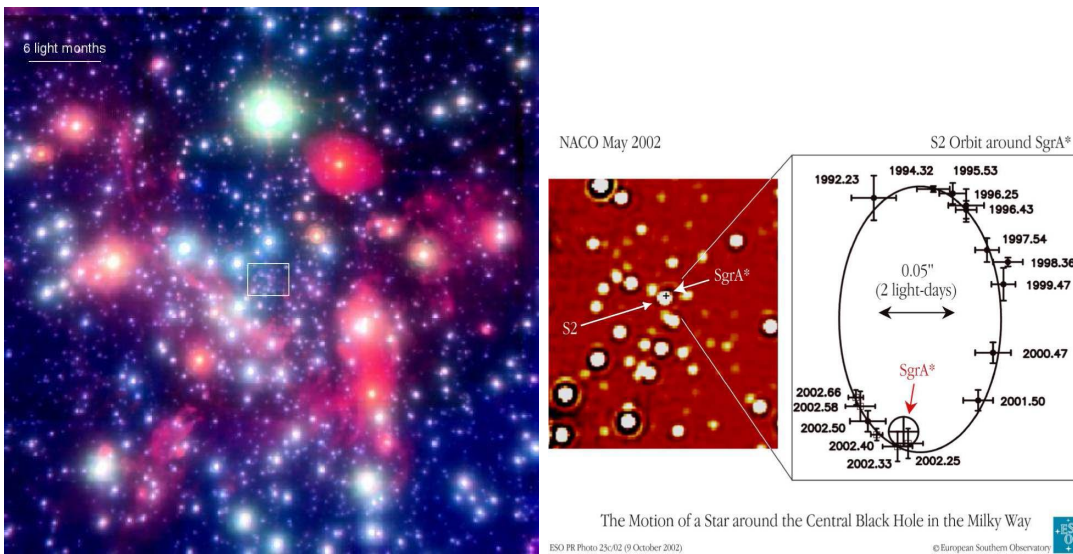 6 light months
NACO May 2002
S2 Orbit around SgrA*
SgrA*
S2
1992.23
1994.32
1995.53
1996.25
1996.43
1997.54
1998.36
1999.47
0.05"
(2 light-days)
2000.47
SgrA*
2001.50
2002.66
2002.58
2002.50
2002.40
2002.33
2002.25
The Motion of a Star around the Central Black Hole in the Milky Way
ESO PR Photo 23c/02 (9 October 2002)
© European Southern Observatory